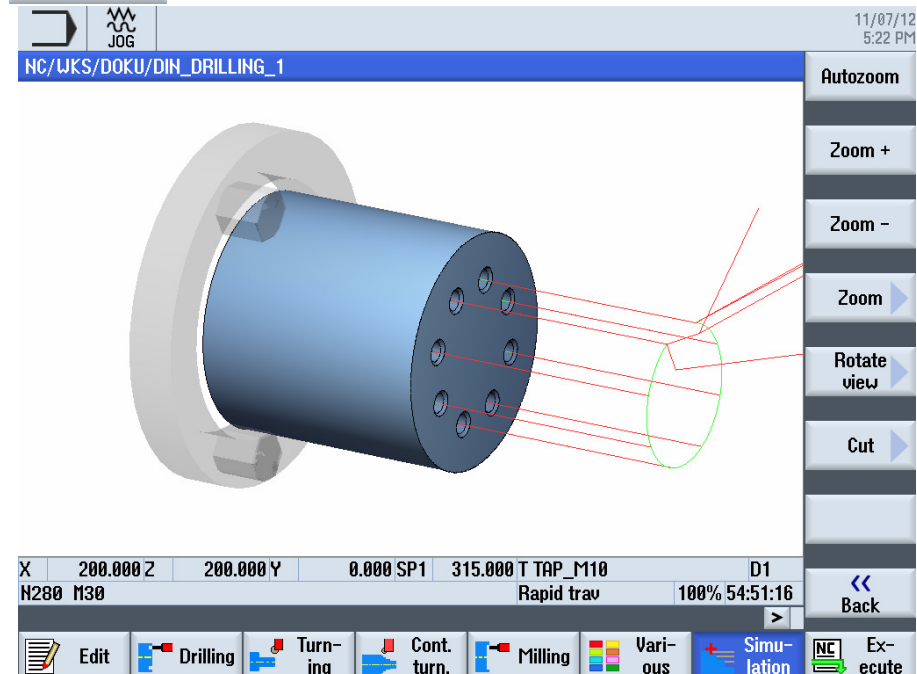 JOG
11/07/12
5:22 PM
NC/WKS/DOKU/DIN_DRILLING_1
Autozoom
Zoom +
Zoom -
Zoom
Rotate
view
Cut
X 200.000 Z 200.000 Y 0.000 SP1 315.000 T TAP_M10 D1
N280 M30 Rapid trav 100% 54:51:16
>
<<
Back
Edit
Drilling
Turn-
ing
Cont.
turn.
Milling
Vari-
ous
Simu-
lation
NC
Ex-
ecute